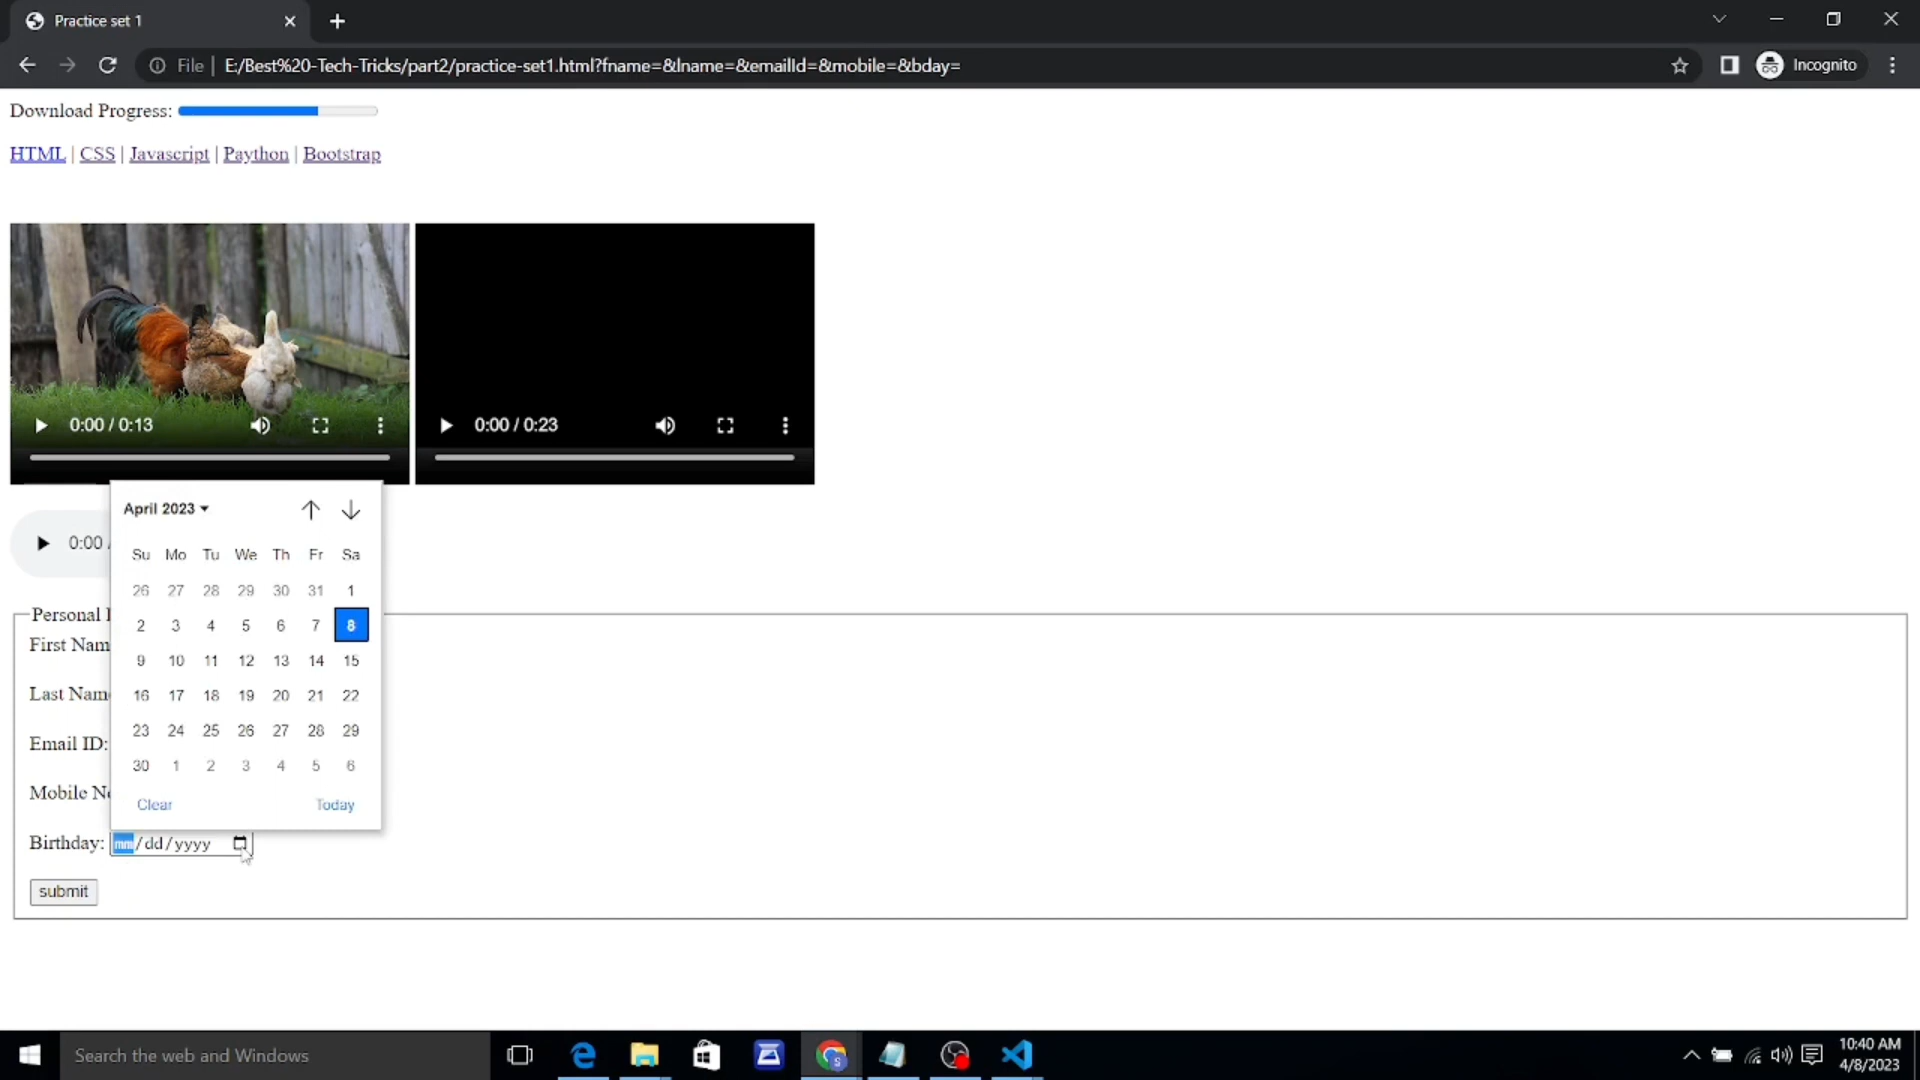 Practice set 1
File | E:/Best%20-Tech-Tricks/part2/practice-set1.html?fname=&lname=&emailId=&mobile=&bday=
Incognito
Download Progress:
HTML | CSS | Javascript | Paython | Bootstrap
0:00 / 0:13
0:00 / 0:23
April 2023
0:00 /
Su Mo Tu We Th Fr Sa
26 27 28 29 30 31 1
2 3 4 5 6 7 8
9 10 11 12 13 14 15
16 17 18 19 20 21 22
23 24 25 26 27 28 29
30 1 2 3 4 5 6
Clear Today
Personal
First Nam
Last Nam
Email ID:
Mobile N
Birthday: mm/dd/yyyy
submit
Search the web and Windows
10:40 AM
4/8/2023